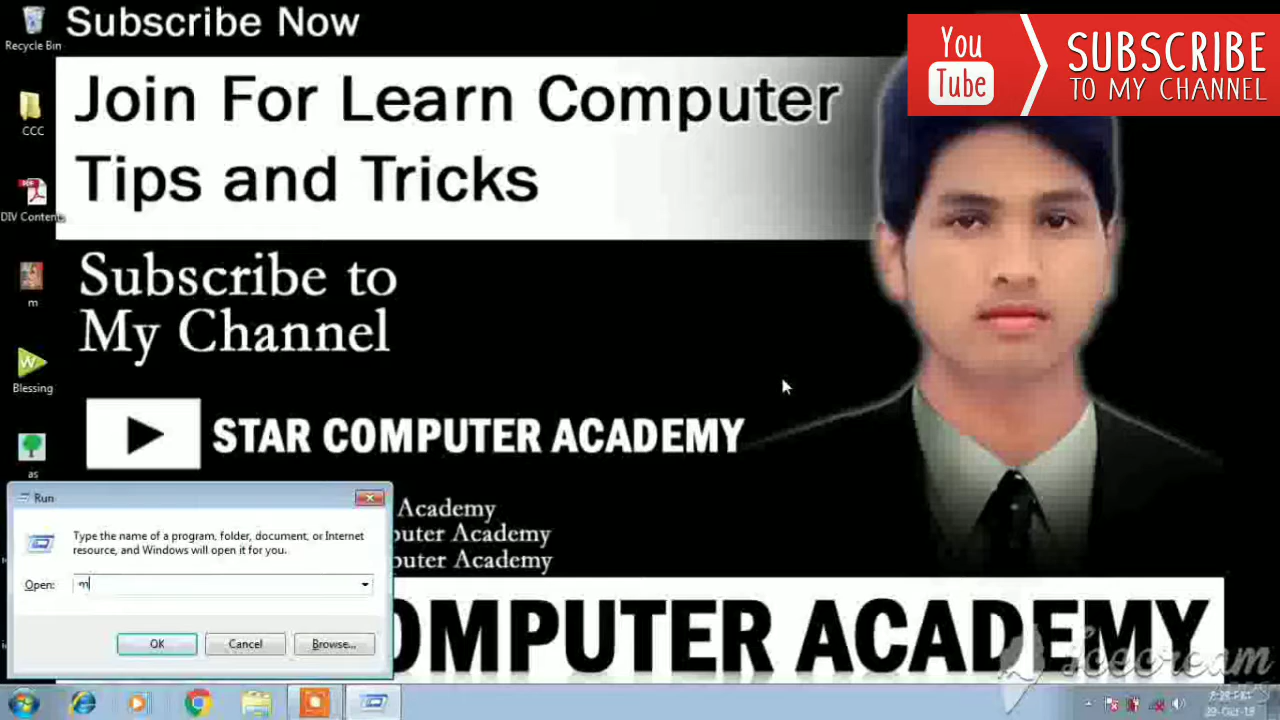 Subscribe Now
Recycle Bin
You Tube
SUBSCRIBE
TO MY CHANNEL
Join For Learn Computer
Tips and Tricks
CCC
DIV Content
Subscribe to
My Channel
m
Blessing
STAR COMPUTER ACADEMY
as
Academy
puter Academy
puter Academy
Run
Type the name of a program, folder, document, or Internet
resource, and Windows will open it for you.
Open:
m
OK
Cancel
Browse...
OMPUTER ACADEMY
icecream